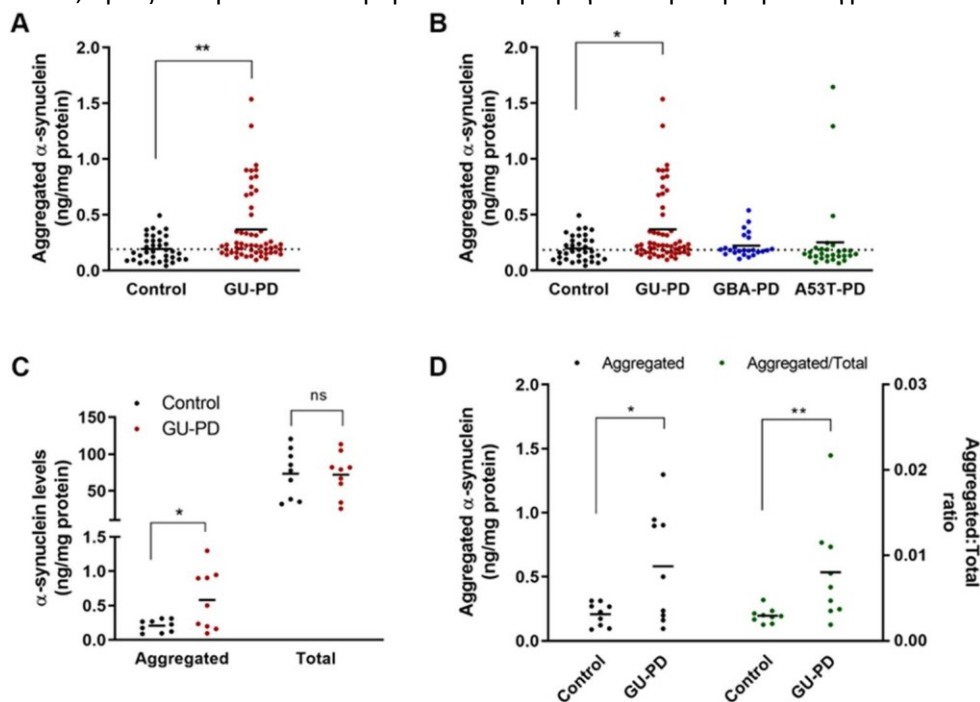 A
Aggregated α-synuclein
(ng/mg protein)
2.0
1.5
1.0
0.5
0.0
**
Control
GU-PD
B
Aggregated α-synuclein
(ng/mg protein)
2.0
1.5
1.0
0.5
0.0
*
Control
GU-PD
GBA-PD
A53T-PD
C
α-synuclein levels
(ng/mg protein)
Control
GU-PD
150
100
50
1.5
1.0
0.5
0.0
*
ns
Aggregated
Total
D
Aggregated
Aggregated/Total
Aggregated α-synuclein
(ng/mg protein)
2.0
1.5
1.0
0.5
0.0
*
**
0.03
0.02
0.01
0.00
Aggregated:Total
ratio
Control
GU-PD
Control
GU-PD